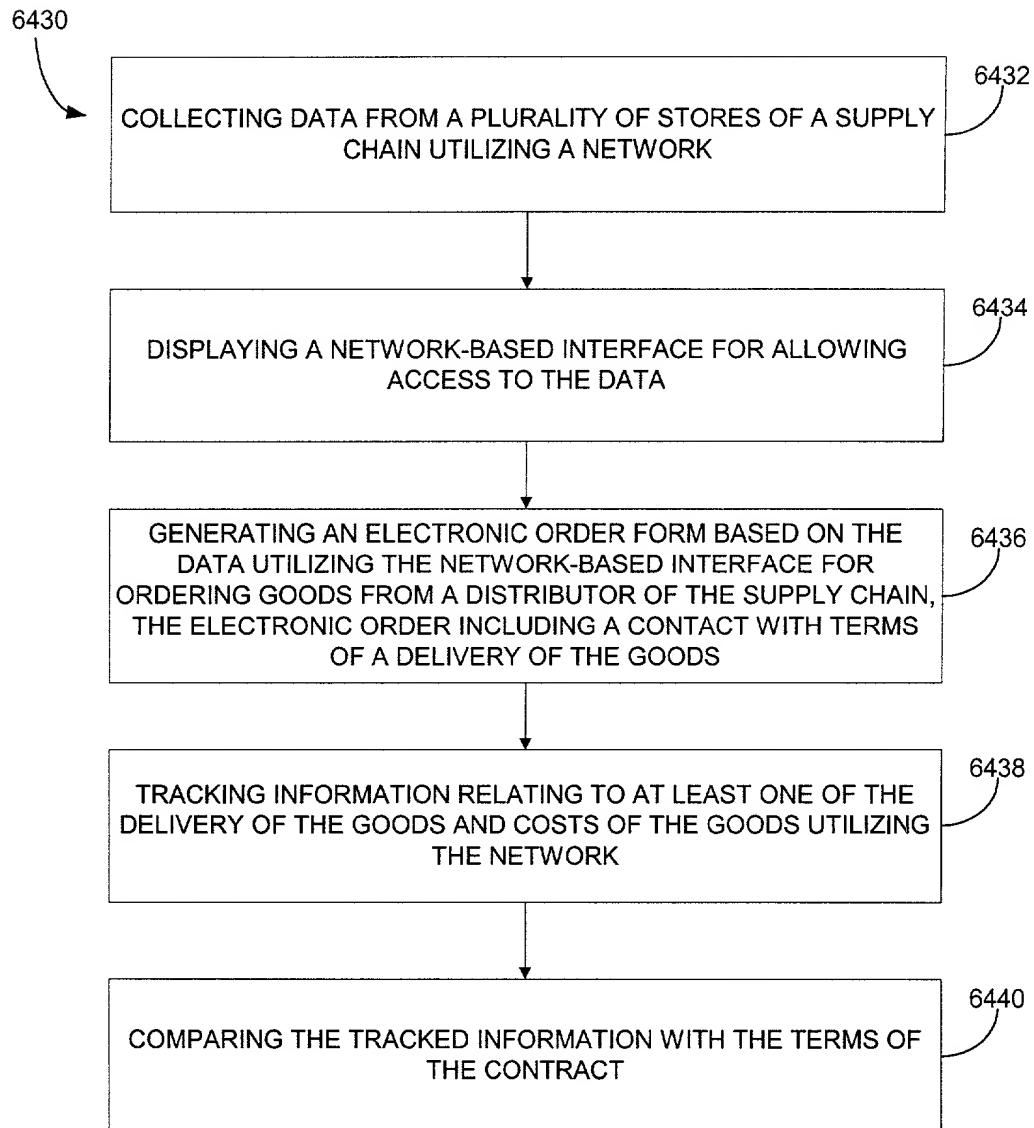 6430
6432
COLLECTING DATA FROM A PLURALITY OF STORES OF A SUPPLY
CHAIN UTILIZING A NETWORK
6434
DISPLAYING A NETWORK-BASED INTERFACE FOR ALLOWING
ACCESS TO THE DATA
6436
GENERATING AN ELECTRONIC ORDER FORM BASED ON THE
DATA UTILIZING THE NETWORK-BASED INTERFACE FOR
ORDERING GOODS FROM A DISTRIBUTOR OF THE SUPPLY CHAIN,
THE ELECTRONIC ORDER INCLUDING A CONTACT WITH TERMS
OF A DELIVERY OF THE GOODS
6438
TRACKING INFORMATION RELATING TO AT LEAST ONE OF THE
DELIVERY OF THE GOODS AND COSTS OF THE GOODS UTILIZING
THE NETWORK
6440
COMPARING THE TRACKED INFORMATION WITH THE TERMS OF
THE CONTRACT